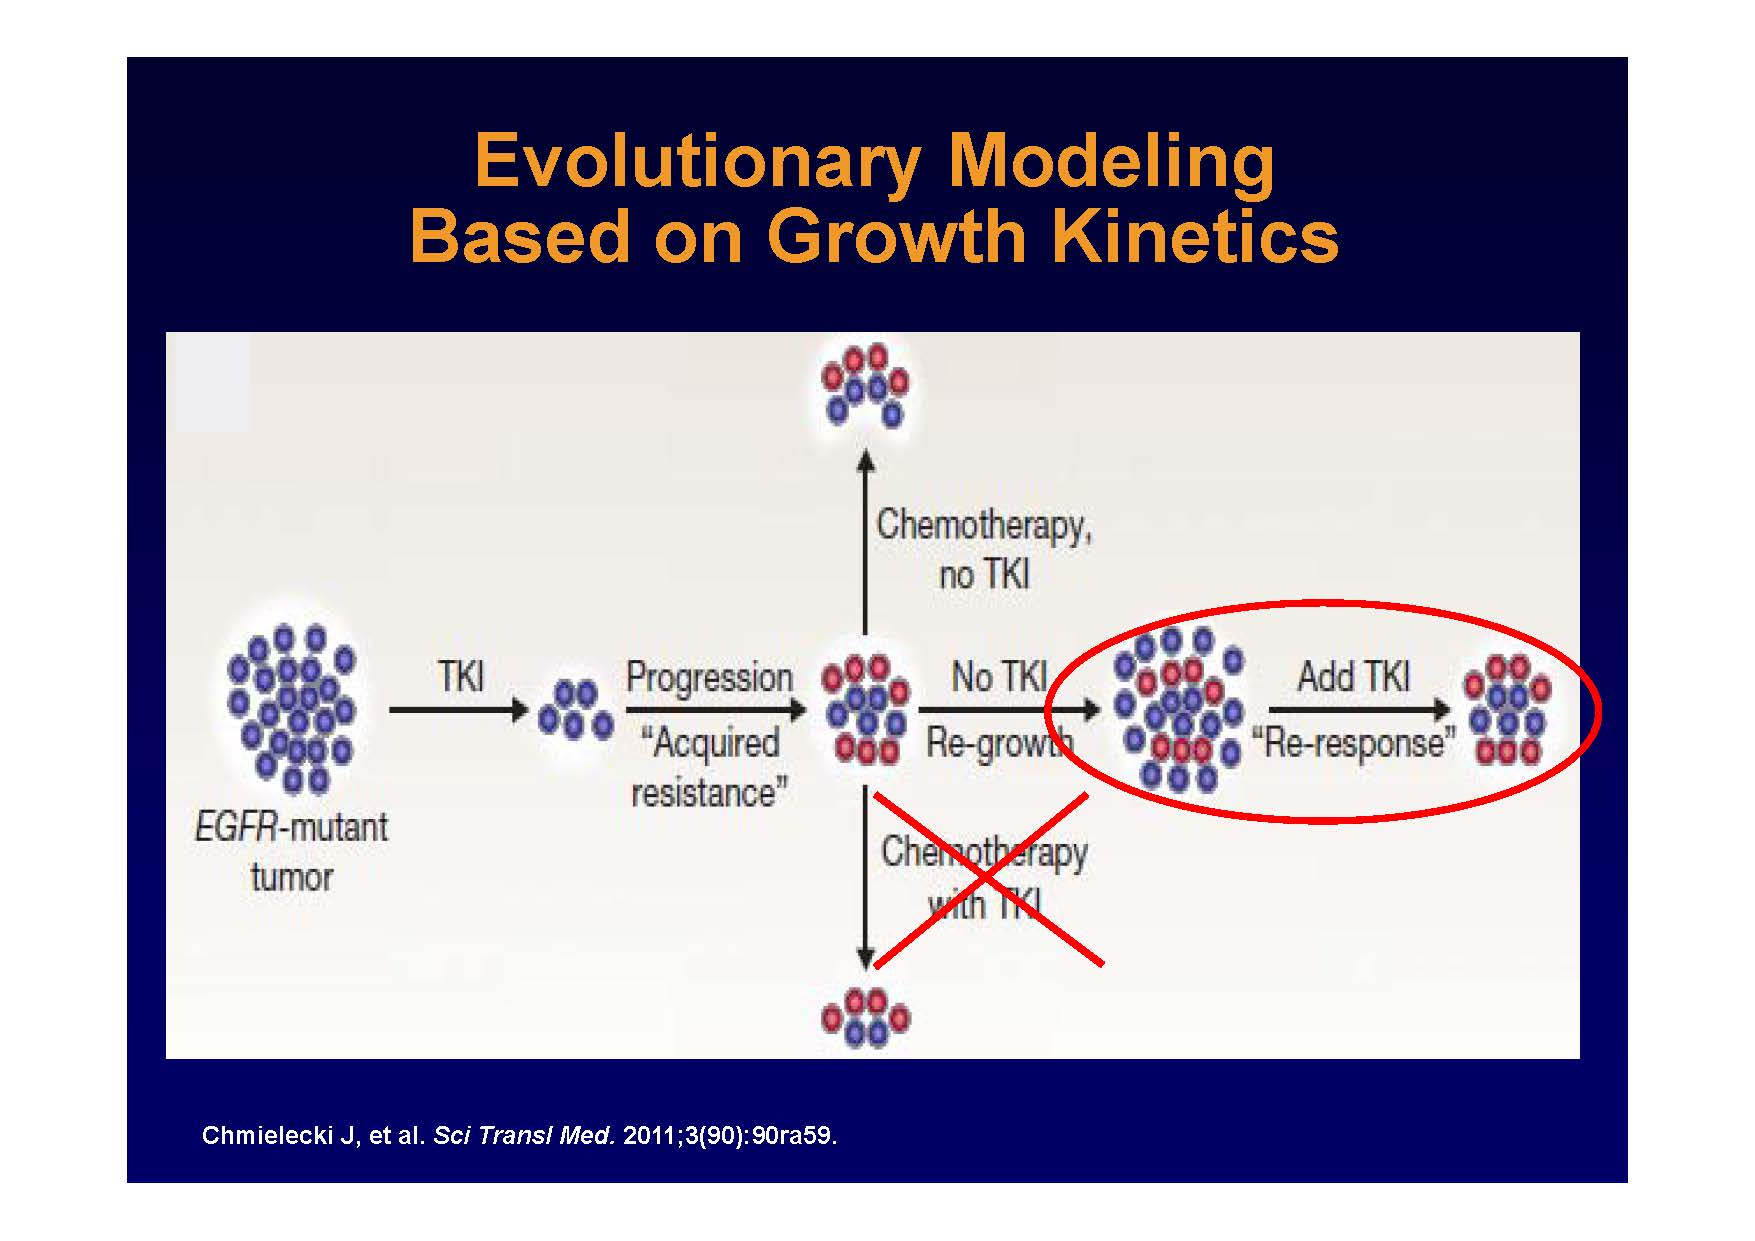 Evolutionary Modeling
Based on Growth Kinetics
Chemotherapy,
no TKI
TKI
Progression
"Acquired
resistance"
No TKI
Re-growth
Add TKI
"Re-response"
EGFR-mutant
tumor
Chemotherapy
with TKI
Chmielecki J, et al. Sci Transl Med. 2011;3(90):90ra59.